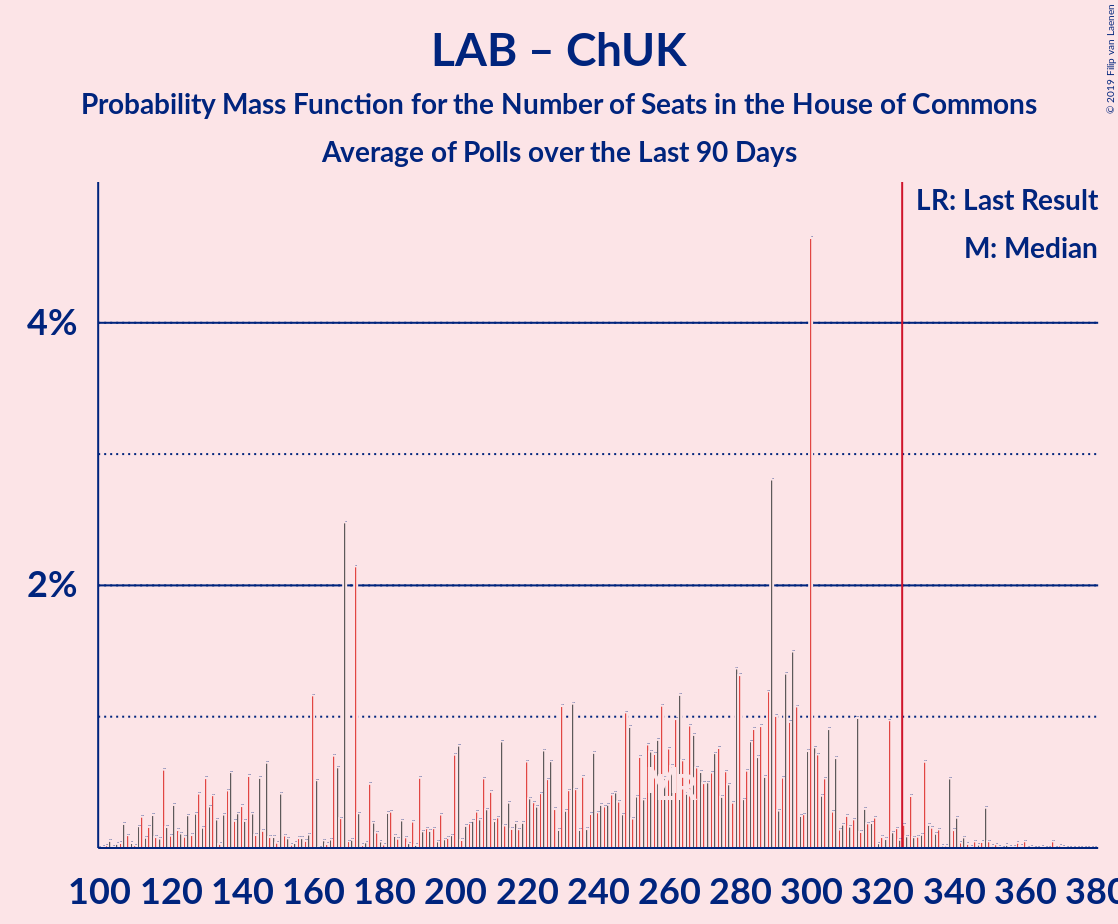 LAB – ChUK
Probability Mass Function for the Number of Seats in the House of Commons
Average of Polls over the Last 90 Days
© 2019 Filip van Laenen
LR: Last Result
M: Median
4%
2%
LR
M
100 120 140 160 180 200 220 240 260 280 300 320 340 360 380